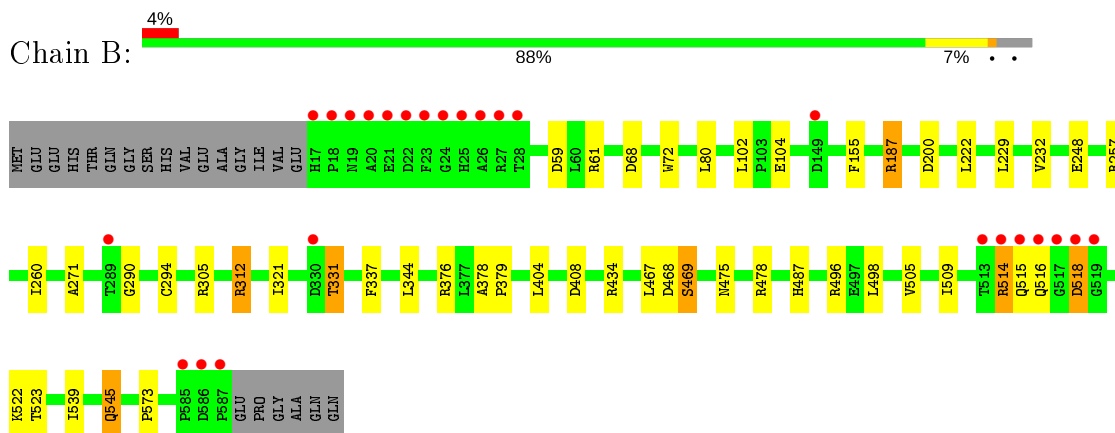 4%
Chain B:
88% 7% • •
MET GLU GLU HIS THR GLN GLY SER HIS VAL GLU ALA GLY ILE VAL GLU H17 P18 N19 A20 E21 D22 F23 G24 H25 A26 R27 T28 D59 L60 R61 D68 W72 L80 L102 P103 E104 D149 F155 R187 D200 L222 L229 V232 E248
I260 A271 T289 G290 C294 R305 R312 I321 D330 T331 F337 L344 R376 L377 A378 P379 L404 D408 R434 L467 D468 S469 N475 R478 H487 R496 E497 L498 V505 I509 T513 R514 Q515 Q516 G517 D518 G519
K522 T523 I539 Q545 P573 P585 D586 P587 GLU PRO GLY ALA GLN GLN